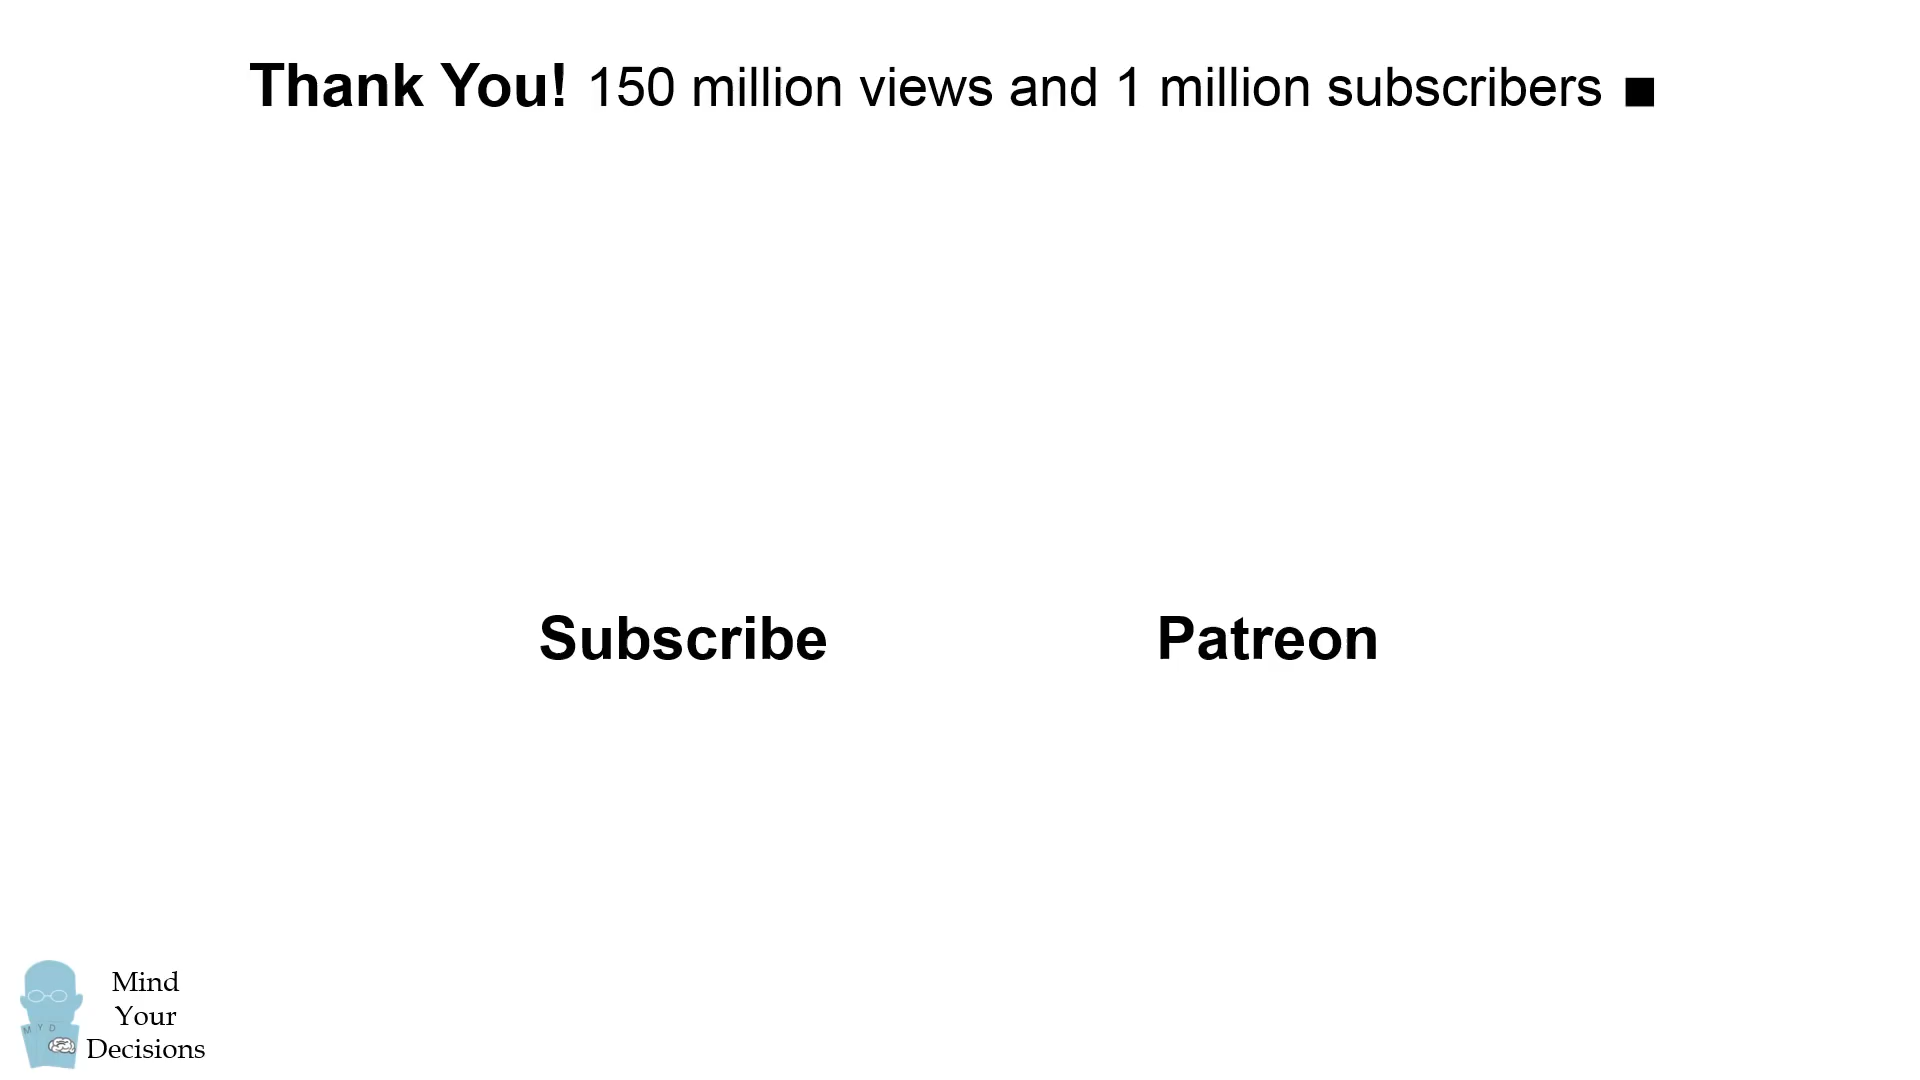 Thank You! 150 million views and 1 million subscribers ■
Subscribe Patreon
Mind
Your
Decisions
M Y D